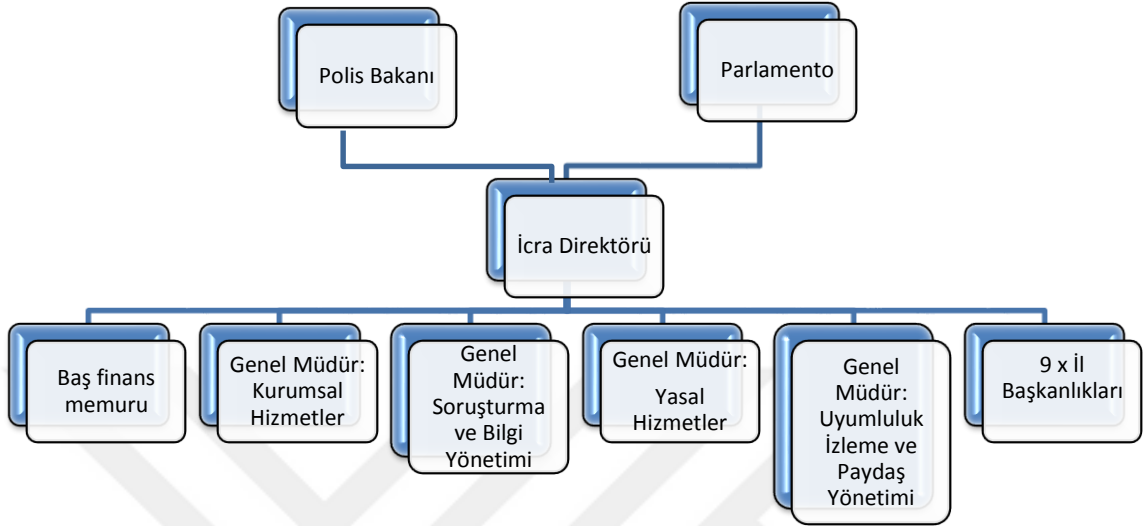 Polis Bakanı
Parlamento
İcra Direktörü
Baş finans
memuru
Genel Müdür:
Kurumsal
Hizmetler
Genel
Müdür:
Soruşturma
ve Bilgi
Yönetimi
Genel Müdür:
Yasal
Hizmetler
Genel
Müdür:
Uyumluluk
İzleme ve
Paydaş
Yönetimi
9 x İl
Başkanlıkları